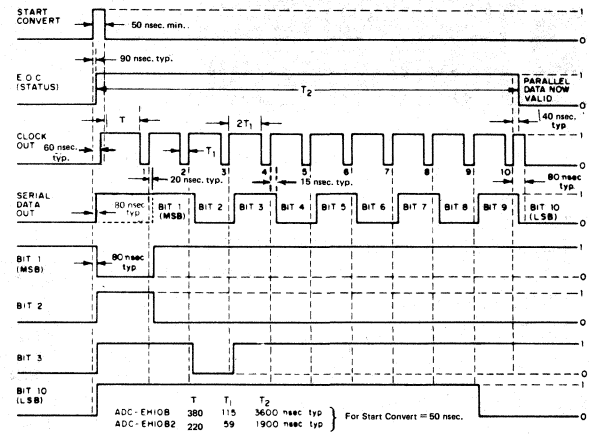 START CONVERT
50 nsec. min.
1
0
90 nsec. typ.
E.O.C (STATUS)
T2
PARALLEL DATA NOW VALID
1
0
40 nsec. typ
CLOCK OUT
60 nsec. typ.
T
T1
2T1
1
0
1 2 3 4 5 6 7 8 9 10
20 nsec. typ.
15 nsec. typ.
80 nsec typ.
SERIAL DATA OUT
80 nsec typ
BIT 1 (MSB)
BIT 2
BIT 3
BIT 4
BIT 5
BIT 6
BIT 7
BIT 8
BIT 9
BIT 10 (LSB)
1
0
BIT 1 (MSB)
80 nsec typ
1
0
BIT 2
1
0
BIT 3
1
0
BIT 10 (LSB)
1
0
T T1 T2
ADC-EH10B 380 115 3600 nsec typ
ADC-EH10B2 220 59 1900 nsec typ
For Start Convert = 50 nsec.